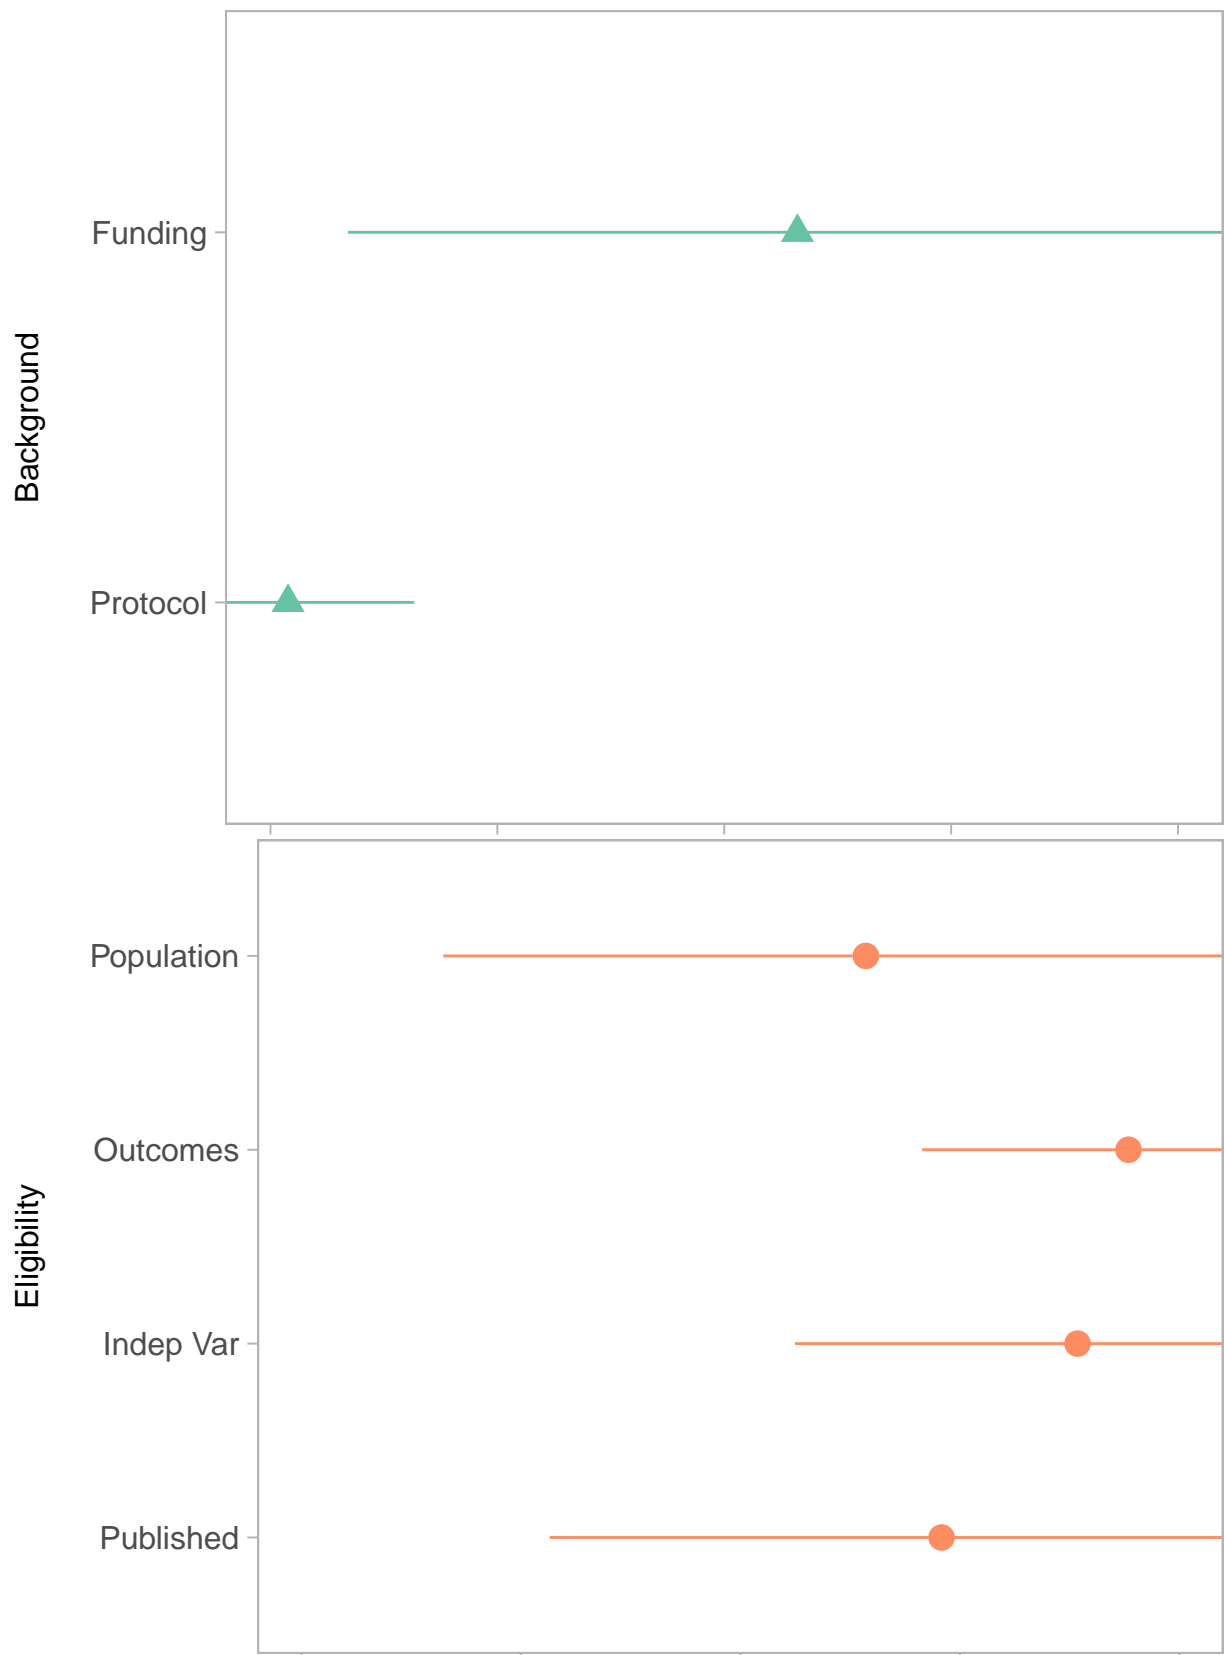 Background
Funding
Protocol
Eligibility
Population
Outcomes
Indep Var
Published